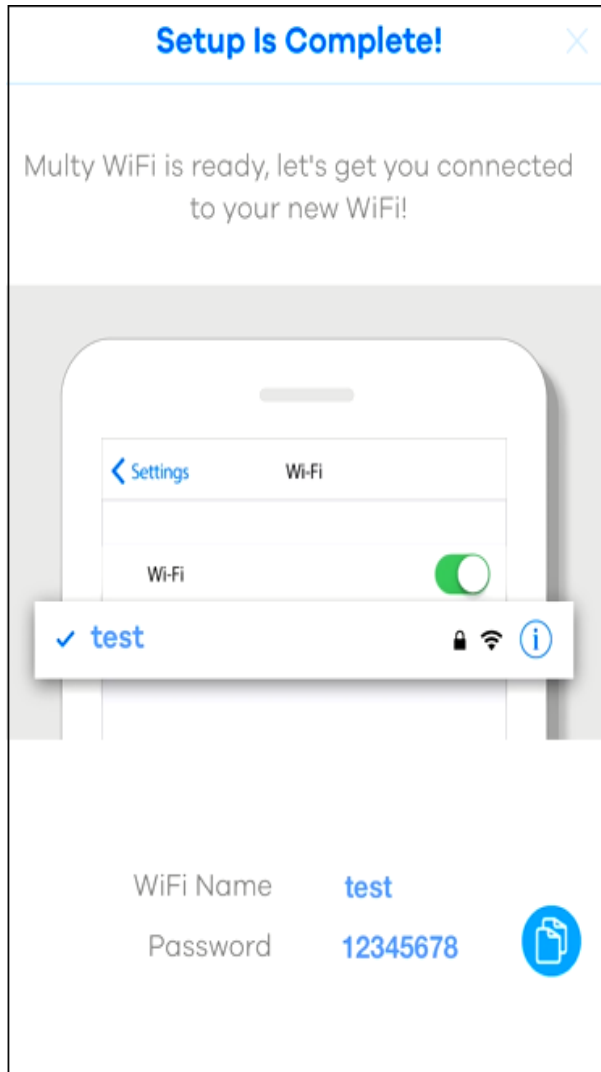 Setup Is Complete!
Multy WiFi is ready, let's get you connected
to your new WiFi!
Settings Wi-Fi
Wi-Fi
test
WiFi Name test
Password 12345678